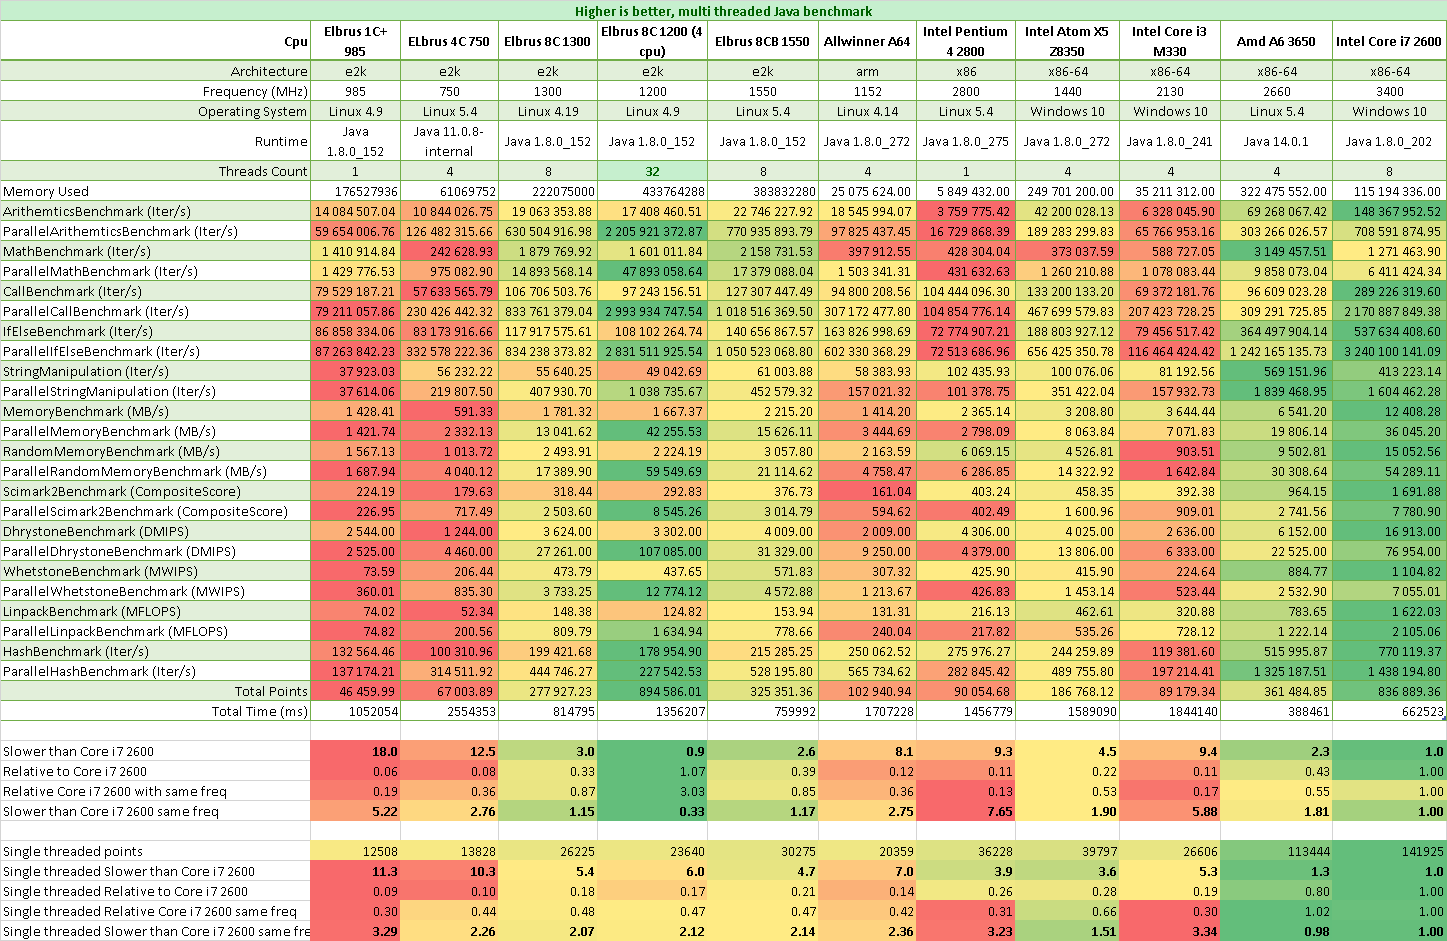 Higher is better, multi threaded Java benchmark
Cpu Elbrus 1C+ 985 ELbrus 4C 750 Elbrus 8C 1300 Elbrus 8C 1200 (4 cpu) Elbrus 8CB 1550 Allwinner A64 Intel Pentium 4 2800 Intel Atom X5 Z8350 Intel Core i3 M330 Amd A6 3650 Intel Core i7 2600
Architecture e2k e2k e2k e2k e2k arm x86 x86-64 x86-64 x86-64 x86-64
Frequency (MHz) 985 750 1300 1200 1550 1152 2800 1440 2130 2660 3400
Operating System Linux 4.9 Linux 5.4 Linux 4.19 Linux 4.9 Linux 5.4 Linux 4.14 Linux 5.4 Windows 10 Windows 10 Linux 5.4 Windows 10
Runtime Java 1.8.0_152 Java 11.0.8-internal Java 1.8.0_152 Java 1.8.0_152 Java 1.8.0_152 Java 1.8.0_272 Java 1.8.0_275 Java 1.8.0_272 Java 1.8.0_241 Java 14.0.1 Java 1.8.0_202
Threads Count 1 4 8 32 8 4 1 4 4 4 8
Memory Used 176527936 61069752 222075000 433764288 383832280 25 075 624.00 5 849 432.00 249 701 200.00 35 211 312.00 322 475 552.00 115 194 336.00
ArithemticsBenchmark (Iter/s) 14 084 507.04 10 844 026.75 19 063 353.88 17 408 460.51 22 746 227.92 18 545 994.07 3 759 775.42 42 200 028.13 6 328 045.90 69 268 067.42 148 367 952.52
ParallelArithemticsBenchmark (Iter/s) 59 654 006.76 126 482 315.66 630 504 916.98 2 205 921 372.87 770 935 893.79 97 825 437.45 16 729 868.39 189 283 299.83 65 766 953.16 303 266 026.57 708 591 874.95
MathBenchmark (Iter/s) 1 410 914.84 242 628.93 1 879 769.92 1 601 011.84 2 158 731.53 397 912.55 428 304.04 373 037.59 588 727.05 3 149 457.51 1 271 463.90
ParallelMathBenchmark (Iter/s) 1 429 776.53 975 082.90 14 893 568.14 47 893 058.64 17 379 088.04 1 503 341.31 431 632.63 1 260 210.88 1 078 083.44 9 858 073.04 6 411 424.34
CallBenchmark (Iter/s) 79 529 187.21 57 633 565.79 106 706 503.76 97 243 156.51 127 307 447.49 94 800 208.56 104 444 096.30 133 200 133.20 69 372 181.76 96 609 023.28 289 226 319.60
ParallelCallBenchmark (Iter/s) 79 211 057.86 230 426 442.32 833 761 379.04 2 993 934 747.54 1 018 516 369.50 307 172 477.80 104 854 776.14 467 699 579.83 207 423 728.25 309 291 725.85 2 170 887 849.38
IfElseBenchmark (Iter/s) 86 858 334.06 83 173 916.66 117 917 575.61 108 102 264.74 140 656 867.57 163 826 998.69 72 774 907.21 188 803 927.12 79 456 517.42 364 497 904.14 537 634 408.60
ParallelIfElseBenchmark (Iter/s) 87 263 842.23 332 578 222.36 834 238 373.82 2 831 511 925.54 1 050 523 068.80 602 330 368.29 72 513 686.96 656 425 350.78 116 464 424.42 1 242 165 135.73 3 240 100 141.09
StringManipulation (Iter/s) 37 923.03 56 232.22 55 640.25 49 042.69 61 003.88 58 383.93 102 435.93 100 076.06 81 192.56 569 151.96 413 223.14
ParallelStringManipulation (Iter/s) 37 614.06 219 807.50 407 930.70 1 038 735.67 452 579.32 157 021.32 101 378.75 351 422.04 157 932.73 1 839 468.95 1 604 462.28
MemoryBenchmark (MB/s) 1 428.41 591.33 1 781.32 1 667.37 2 215.20 1 414.20 2 365.14 3 208.80 3 644.44 6 541.20 12 408.28
ParallelMemoryBenchmark (MB/s) 1 421.74 2 332.13 13 041.62 42 255.53 15 626.11 3 444.69 2 798.09 8 063.84 7 071.83 19 806.14 36 045.20
RandomMemoryBenchmark (MB/s) 1 567.13 1 013.72 2 493.91 2 224.19 3 057.80 2 163.59 6 069.15 4 526.81 903.51 9 502.81 15 052.56
ParallelRandomMemoryBenchmark (MB/s) 1 687.94 4 040.12 17 389.90 59 549.69 21 114.62 4 758.47 6 286.85 14 322.92 1 642.84 30 308.64 54 289.11
Scimark2Benchmark (CompositeScore) 224.19 179.63 318.44 292.83 376.73 161.04 403.24 458.35 392.38 964.15 1 691.88
ParallelScimark2Benchmark (CompositeScore) 226.95 717.49 2 503.60 8 545.26 3 014.79 594.62 402.49 1 600.96 909.01 2 741.56 7 780.90
DhrystoneBenchmark (DMIPS) 2 544.00 1 244.00 3 624.00 3 302.00 4 009.00 2 009.00 4 306.00 4 025.00 2 636.00 6 152.00 16 913.00
ParallelDhrystoneBenchmark (DMIPS) 2 525.00 4 460.00 27 261.00 107 085.00 31 329.00 9 250.00 4 379.00 13 806.00 6 333.00 22 525.00 76 954.00
WhetstoneBenchmark (MWIPS) 73.59 206.44 473.79 437.65 571.83 307.32 425.90 415.90 224.64 884.77 1 104.82
ParallelWhetstoneBenchmark (MWIPS) 360.01 835.30 3 733.25 12 774.12 4 572.88 1 213.67 426.83 1 453.14 523.44 2 532.90 7 055.01
LinpackBenchmark (MFLOPS) 74.02 52.34 148.38 124.82 153.94 131.31 216.13 462.61 320.88 783.65 1 622.03
ParallelLinpackBenchmark (MFLOPS) 74.82 200.56 809.79 1 634.94 778.66 240.04 217.82 535.26 728.12 1 222.14 2 105.06
HashBenchmark (Iter/s) 132 564.46 100 310.96 199 421.68 178 954.90 215 285.25 250 062.52 275 976.27 244 259.89 119 381.60 515 995.87 770 119.37
ParallelHashBenchmark (Iter/s) 137 174.21 314 511.92 444 746.27 227 542.53 528 195.80 565 734.62 282 845.42 489 755.80 197 214.41 1 325 187.51 1 438 194.80
Total Points 46 459.99 67 003.89 277 927.23 894 586.01 325 351.36 102 940.94 90 054.68 186 768.12 89 179.34 361 484.85 836 889.36
Total Time (ms) 1052054 2554353 814795 1356207 759992 1707228 1456779 1589090 1844140 388461 662523
Slower than Core i7 2600 18.0 12.5 3.0 0.9 2.6 8.1 9.3 4.5 9.4 2.3 1.0
Relative to Core i7 2600 0.06 0.08 0.33 1.07 0.39 0.12 0.11 0.22 0.11 0.43 1.00
Relative Core i7 2600 with same freq 0.19 0.36 0.87 3.03 0.85 0.36 0.13 0.53 0.17 0.55 1.00
Slower than Core i7 2600 same freq 5.22 2.76 1.15 0.33 1.17 2.75 7.65 1.90 5.88 1.81 1.00
Single threaded points 12508 13828 26225 23640 30275 20359 36228 39797 26606 113444 141925
Single threaded Slower than Core i7 2600 11.3 10.3 5.4 6.0 4.7 7.0 3.9 3.6 5.3 1.3 1.0
Single threaded Relative to Core i7 2600 0.09 0.10 0.18 0.17 0.21 0.14 0.26 0.28 0.19 0.80 1.00
Single threaded Relative Core i7 2600 same freq 0.30 0.44 0.48 0.47 0.47 0.42 0.31 0.66 0.30 1.02 1.00
Single threaded Slower than Core i7 2600 same fre 3.29 2.26 2.07 2.12 2.14 2.36 3.23 1.51 3.34 0.98 1.00